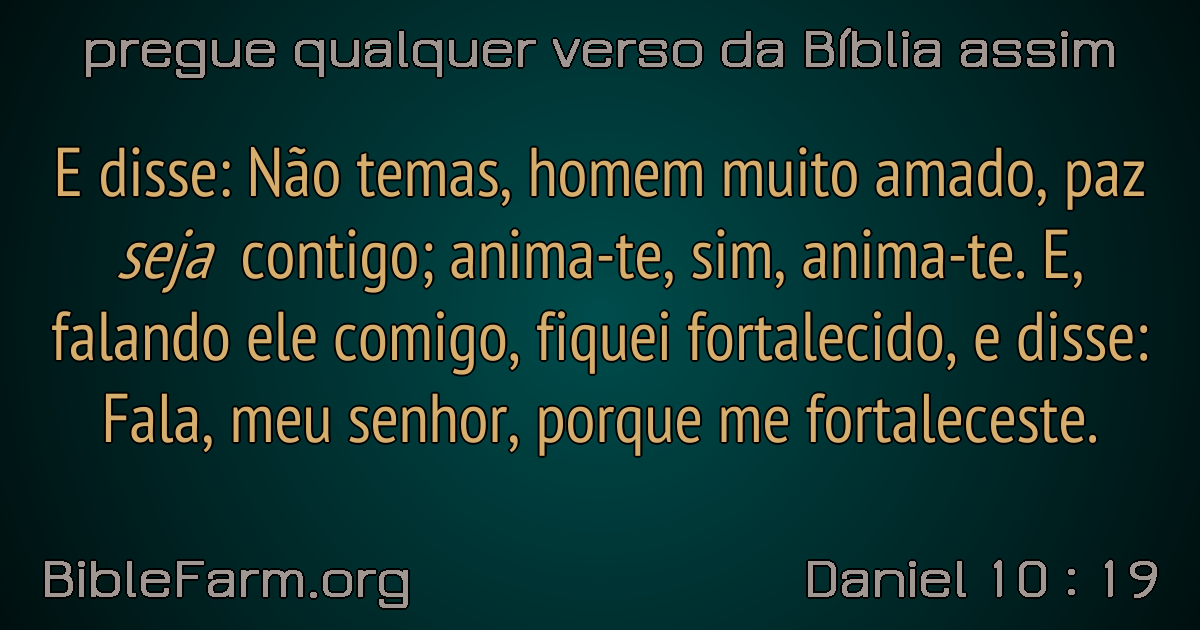 pregue qualquer verso da Bíblia assim
E disse: Não temas, homem muito amado, paz
seja contigo; anima-te, sim, anima-te. E,
falando ele comigo, fiquei fortalecido, e disse:
Fala, meu senhor, porque me fortaleceste.
BibleFarm.org
Daniel 10 : 19